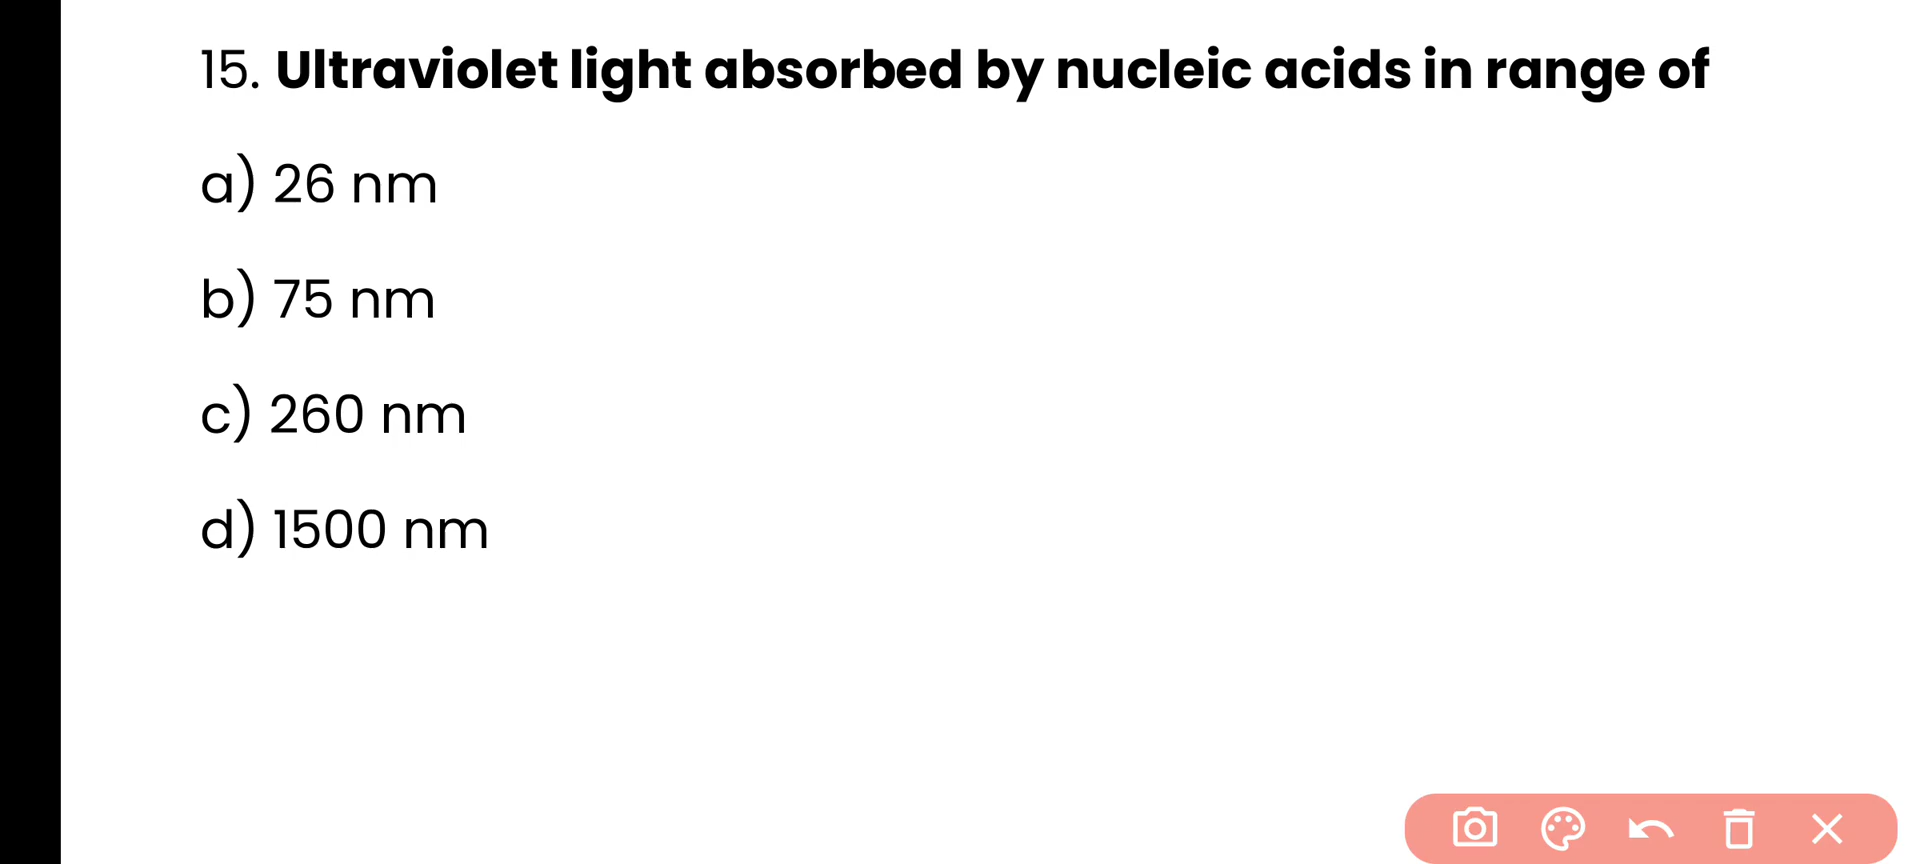 15. Ultraviolet light absorbed by nucleic acids in range of
a) 26 nm
b) 75 nm
c) 260 nm
d) 1500 nm